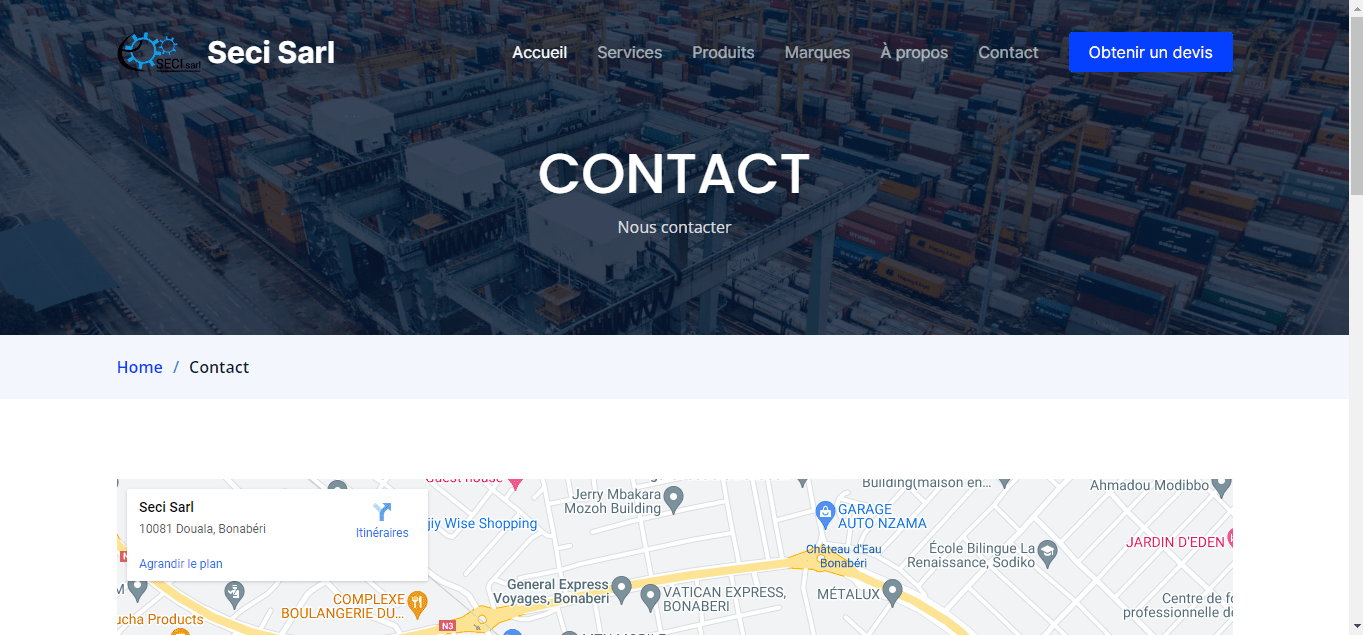 SECI sarl
Seci Sarl
Accueil
Services
Produits
Marques
À propos
Contact
Obtenir un devis
CONTACT
Nous contacter
Home / Contact
Seci Sarl
10081 Douala, Bonabéri
Itinéraires
Agrandir le plan
Guest house
Jerry Mbakara
Mozoh Building
jiy Wise Shopping
Building(maison en...
GARAGE
AUTO NZAMA
Ahmadou Modibbo
JARDIN D'EDEN
Château d'Eau
Bonabéri
École Bilingue La
Renaissance, Sodiko
General Express
Voyages, Bonaberi
VATICAN EXPRESS,
BONABERI
MÉTALUX
COMPLEXE
BOULANGERIE DU...
ucha Products
N3
Centre de fo
professionnelle de
MTN MOBILE